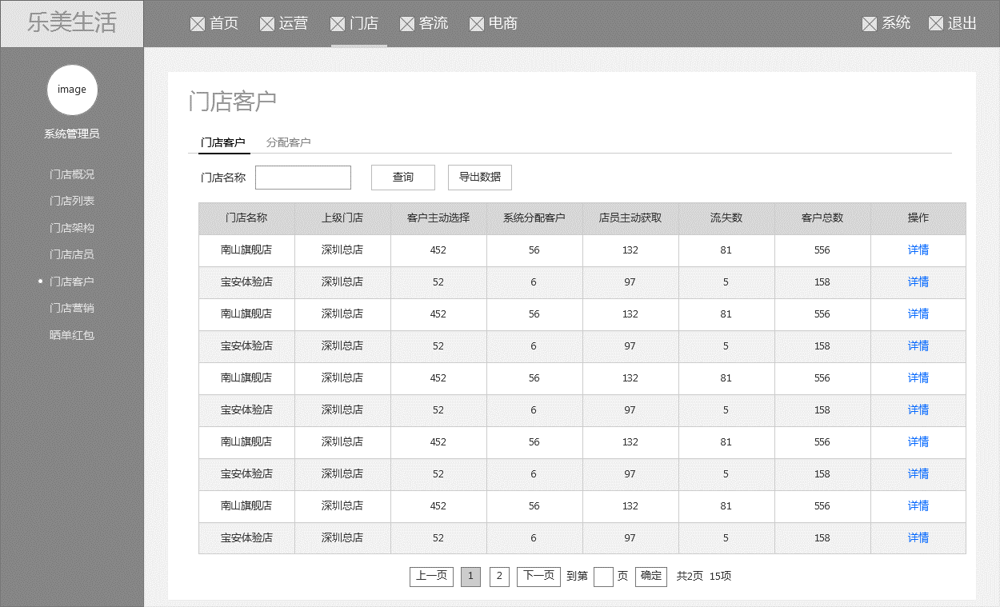 乐美生活
首页 运营 门店 客流 电商 系统 退出
image
系统管理员
门店概况
门店列表
门店架构
门店店员
门店客户
门店营销
晒单红包
门店客户
门店客户 分配客户
门店名称 查询 导出数据
门店名称 上级门店 客户主动选择 系统分配客户 店员主动获取 流失数 客户总数 操作
南山旗舰店 深圳总店 452 56 132 81 556 详情
宝安体验店 深圳总店 52 6 97 5 158 详情
南山旗舰店 深圳总店 452 56 132 81 556 详情
宝安体验店 深圳总店 52 6 97 5 158 详情
南山旗舰店 深圳总店 452 56 132 81 556 详情
宝安体验店 深圳总店 52 6 97 5 158 详情
南山旗舰店 深圳总店 452 56 132 81 556 详情
宝安体验店 深圳总店 52 6 97 5 158 详情
南山旗舰店 深圳总店 452 56 132 81 556 详情
宝安体验店 深圳总店 52 6 97 5 158 详情
上一页 1 2 下一页 到第 页 确定 共2页 15项